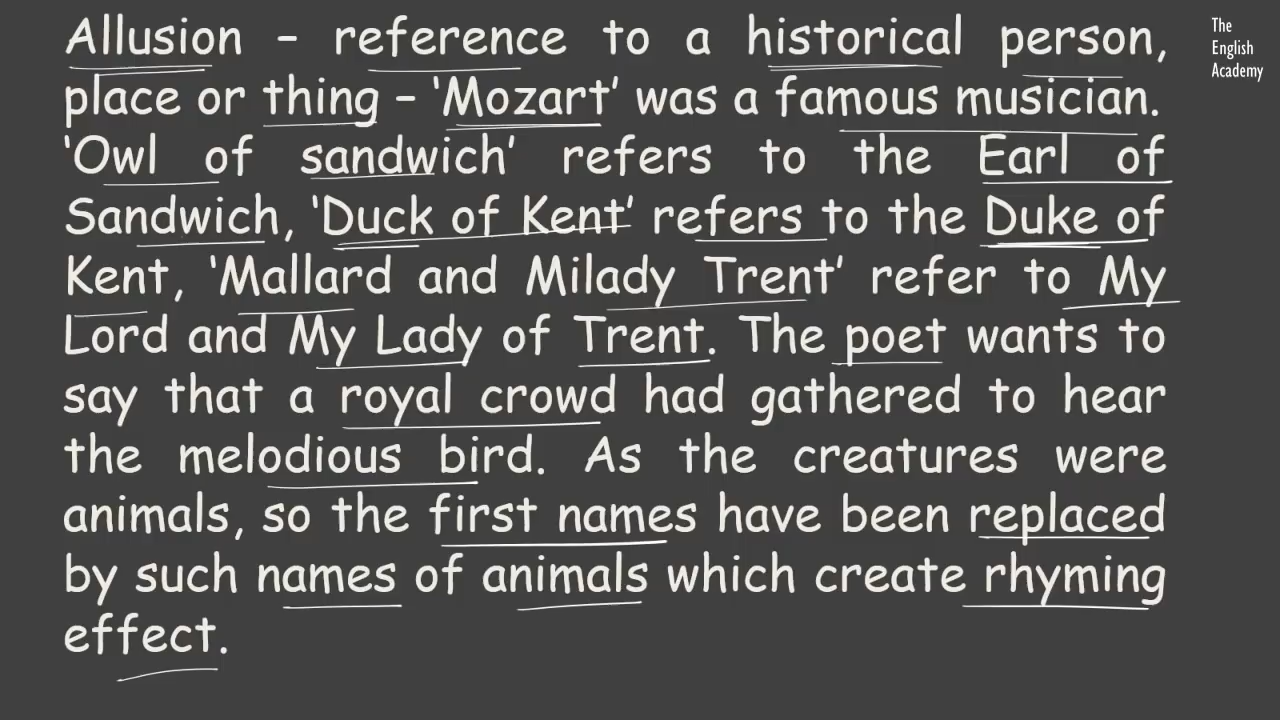 Allusion – reference to a historical person,
place or thing – ‘Mozart’ was a famous musician.
‘Owl of sandwich’ refers to the Earl of
Sandwich, ‘Duck of Kent’ refers to the Duke of
Kent, ‘Mallard and Milady Trent’ refer to My
Lord and My Lady of Trent. The poet wants to
say that a royal crowd had gathered to hear
the melodious bird. As the creatures were
animals, so the first names have been replaced
by such names of animals which create rhyming
effect.
The
English
Academy